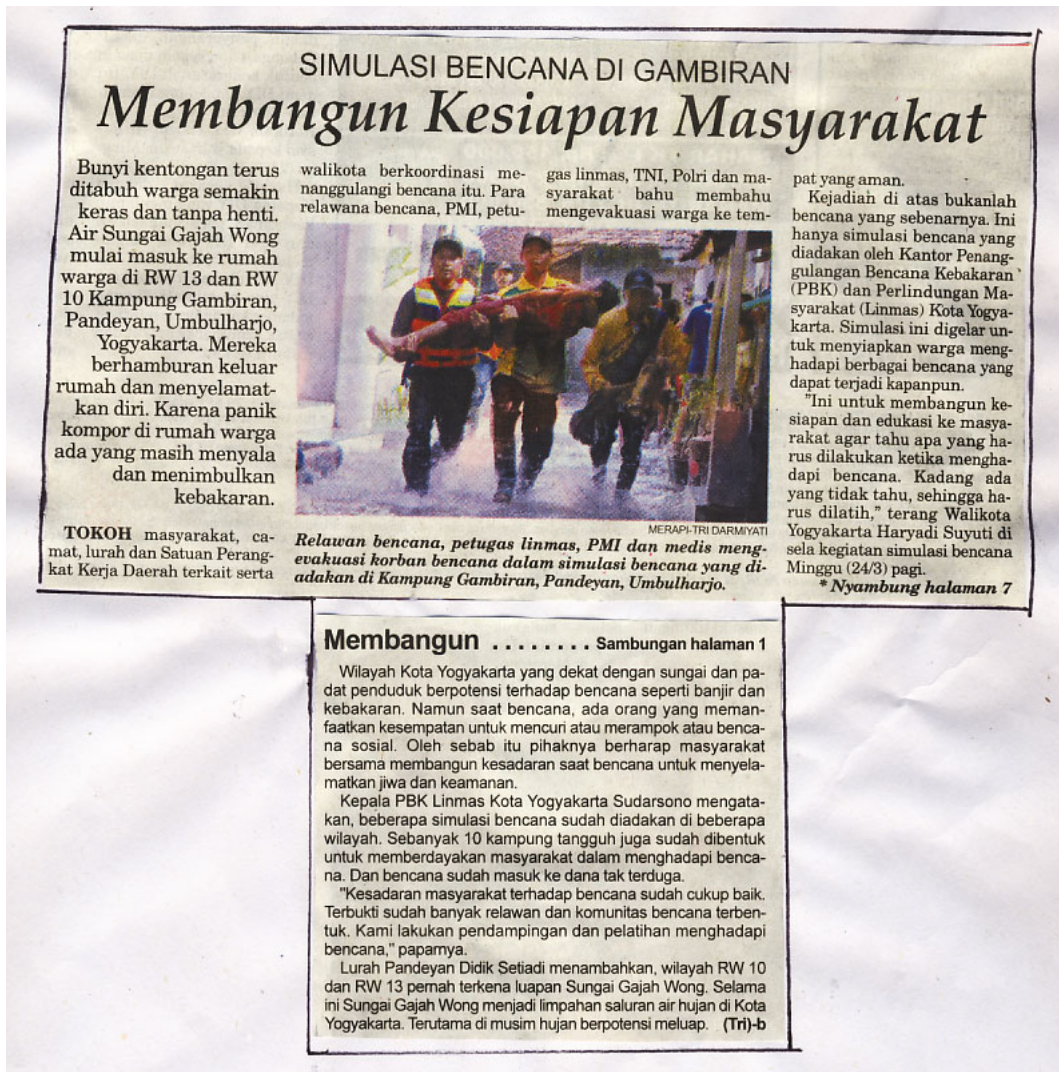 SIMULASI BENCANA DI GAMBIRAN
Membangun Kesiapan Masyarakat
Bunyi kentongan terus
ditabuh warga semakin
keras dan tanpa henti.
Air Sungai Gajah Wong
mulai masuk ke rumah
warga di RW 13 dan RW
10 Kampung Gambiran,
Pandeyan, Umbulharjo,
Yogyakarta. Mereka
berhamburan keluar
rumah dan menyelamat-
kan diri. Karena panik
kompor di rumah warga
ada yang masih menyala
dan menimbulkan
kebakaran.
TOKOH masyarakat, ca-
mat, lurah dan Satuan Perang-
kat Kerja Daerah terkait serta
walikota berkoordinasi me-
nanggulangi bencana itu. Para
relawana bencana, PMI, petu-
gas linmas, TNI, Polri dan ma-
syarakat bahu membahu
mengevakuasi warga ke tem-
MERAPI-TRI DARMIYATI
Relawan bencana, petugas linmas, PMI dan medis meng-
evakuasi korban bencana dalam simulasi bencana yang di-
adakan di Kampung Gambiran, Pandeyan, Umbulharjo.
pat yang aman.
Kejadiah di atas bukanlah
bencana yang sebenarnya. Ini
hanya simulasi bencana yang
diadakan oleh Kantor Penang-
gulangan Bencana Kebakaran
(PBK) dan Perlindungan Ma-
syarakat (Linmas) Kota Yogya-
karta. Simulasi ini digelar un-
tuk menyiapkan warga meng-
hadapi berbagai bencana yang
dapat terjadi kapanpun.
"Ini untuk membangun ke-
siapan dan edukasi ke masya-
rakat agar tahu apa yang ha-
rus dilakukan ketika mengha-
dapi bencana. Kadang ada
yang tidak tahu, sehingga ha-
rus dilatih," terang Walikota
Yogyakarta Haryadi Suyuti di
sela kegiatan simulasi bencana
Minggu (24/3) pagi.
* Nyambung halaman 7
Membangun ........ Sambungan halaman 1
Wilayah Kota Yogyakarta yang dekat dengan sungai dan pa-
dat penduduk berpotensi terhadap bencana seperti banjir dan
kebakaran. Namun saat bencana, ada orang yang meman-
faatkan kesempatan untuk mencuri atau merampok atau benca-
na sosial. Oleh sebab itu pihaknya berharap masyarakat
bersama membangun kesadaran saat bencana untuk menyela-
matkan jiwa dan keamanan.
Kepala PBK Linmas Kota Yogyakarta Sudarsono mengata-
kan, beberapa simulasi bencana sudah diadakan di beberapa
wilayah. Sebanyak 10 kampung tangguh juga sudah dibentuk
untuk memberdayakan masyarakat dalam menghadapi benca-
na. Dan bencana sudah masuk ke dana tak terduga.
"Kesadaran masyarakat terhadap bencana sudah cukup baik.
Terbukti sudah banyak relawan dan komunitas bencana terben-
tuk. Kami lakukan pendampingan dan pelatihan menghadapi
bencana," paparnya.
Lurah Pandeyan Didik Setiadi menambahkan, wilayah RW 10
dan RW 13 pernah terkena luapan Sungai Gajah Wong. Selama
ini Sungai Gajah Wong menjadi limpahan saluran air hujan di Kota
Yogyakarta. Terutama di musim hujan berpotensi meluap. (Tri)-b